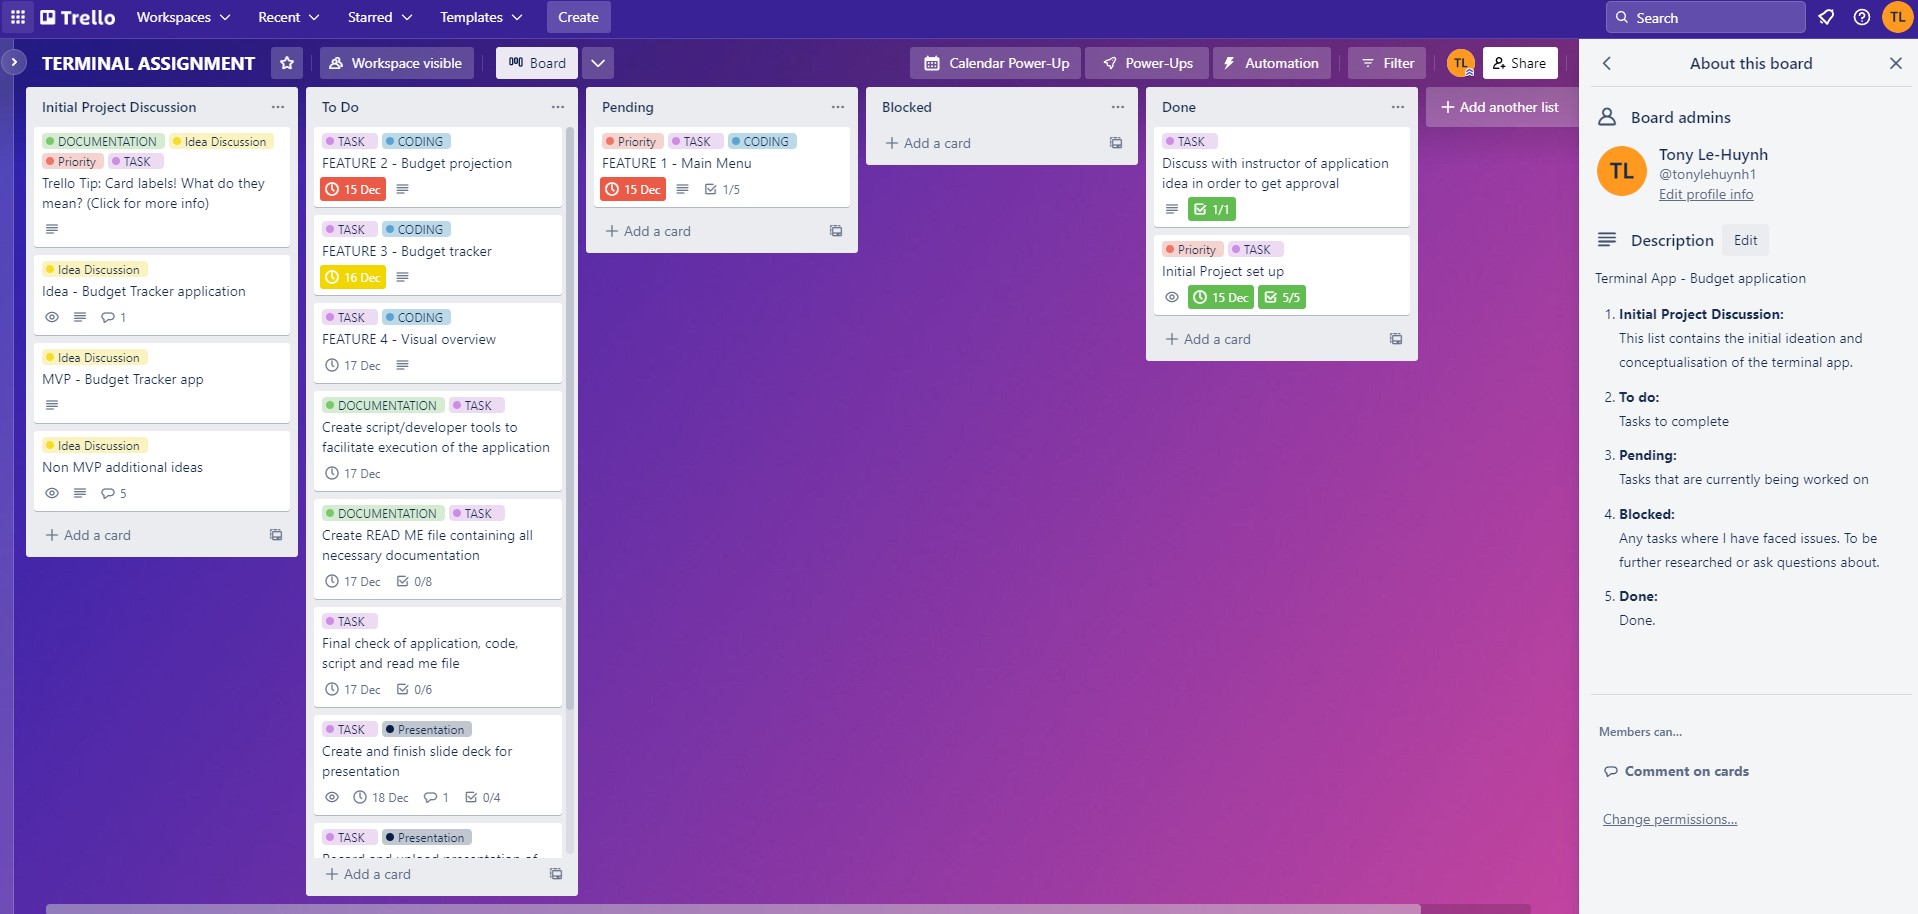 Trello
Workspaces
Recent
Starred
Templates
Create
Search
TL
TERMINAL ASSIGNMENT
Workspace visible
Board
Calendar Power-Up
Power-Ups
Automation
Filter
TL
Share
Initial Project Discussion
DOCUMENTATION
Idea Discussion
Priority
TASK
Trello Tip: Card labels! What do they
mean? (Click for more info)
Idea Discussion
Idea - Budget Tracker application
1
Idea Discussion
MVP - Budget Tracker app
Idea Discussion
Non MVP additional ideas
5
Add a card
To Do
TASK
CODING
FEATURE 2 - Budget projection
15 Dec
TASK
CODING
FEATURE 3 - Budget tracker
16 Dec
TASK
CODING
FEATURE 4 - Visual overview
17 Dec
DOCUMENTATION
TASK
Create script/developer tools to
facilitate execution of the application
17 Dec
DOCUMENTATION
TASK
Create READ ME file containing all
necessary documentation
17 Dec
0/8
TASK
Final check of application, code,
script and read me file
17 Dec
0/6
TASK
Presentation
Create and finish slide deck for
presentation
18 Dec
1
0/4
TASK
Presentation
Record and upload presentation of
Add a card
Pending
Priority
TASK
CODING
FEATURE 1 - Main Menu
15 Dec
1/5
Add a card
Blocked
Add a card
Done
TASK
Discuss with instructor of application
idea in order to get approval
1/1
Priority
TASK
Initial Project set up
15 Dec
5/5
Add a card
Add another list
About this board
Board admins
TL
Tony Le-Huynh
@tonylehuynh1
Edit profile info
Description
Edit
Terminal App - Budget application
1. Initial Project Discussion:
This list contains the initial ideation and
conceptualisation of the terminal app.
2. To do:
Tasks to complete
3. Pending:
Tasks that are currently being worked on
4. Blocked:
Any tasks where I have faced issues. To be
further researched or ask questions about.
5. Done:
Done.
Members can...
Comment on cards
Change permissions...